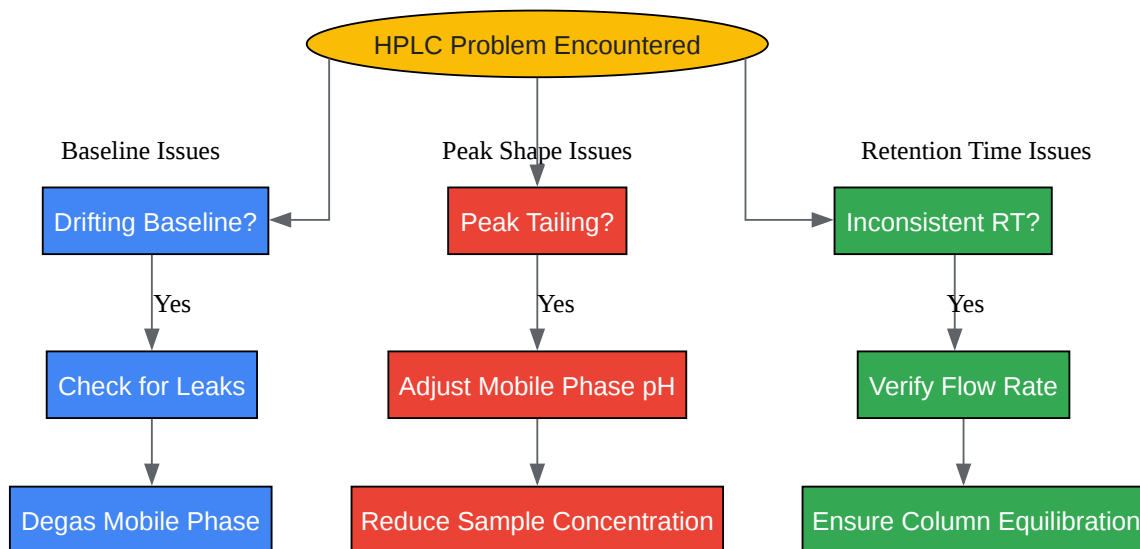 HPLC Problem Encountered
Baseline Issues
Peak Shape Issues
Retention Time Issues
Drifting Baseline?
Peak Tailing?
Inconsistent RT?
Yes
Yes
Yes
Check for Leaks
Adjust Mobile Phase pH
Verify Flow Rate
Degas Mobile Phase
Reduce Sample Concentration
Ensure Column Equilibration